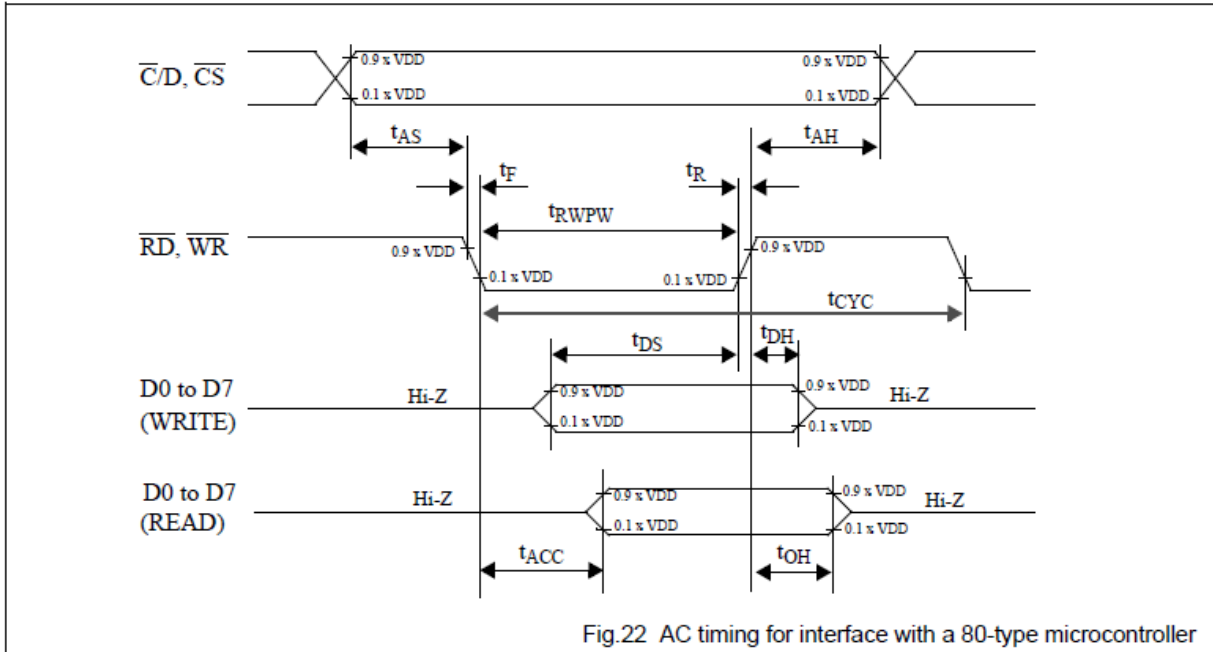 C̅/D, C̅S̅
0.9 x VDD 0.9 x VDD
0.1 x VDD 0.1 x VDD
tAS tAH
tF tR
tRWPW
R̅D̅, W̅R̅
0.9 x VDD 0.9 x VDD
0.1 x VDD 0.1 x VDD
tCYC
tDS tDH
D0 to D7
(WRITE)
Hi-Z 0.9 x VDD 0.9 x VDD Hi-Z
0.1 x VDD 0.1 x VDD
D0 to D7
(READ)
Hi-Z 0.9 x VDD 0.9 x VDD Hi-Z
0.1 x VDD 0.1 x VDD
tACC tOH
Fig.22 AC timing for interface with a 80-type microcontroller